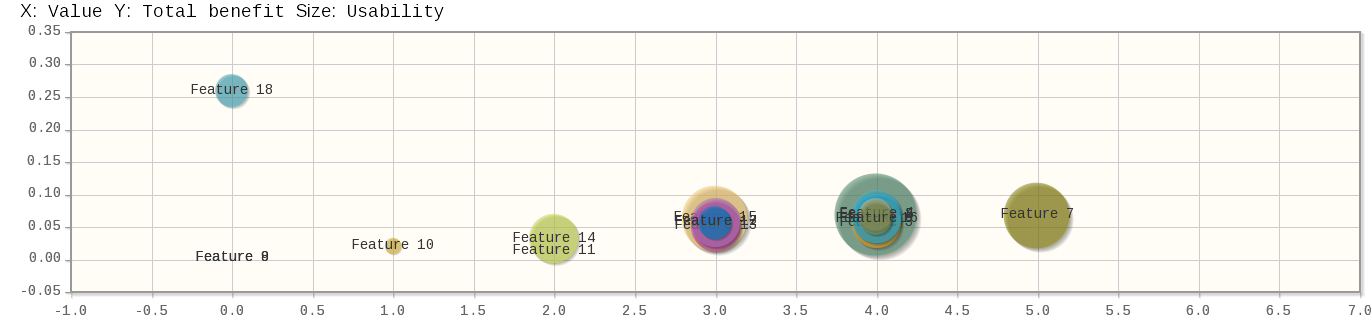 X: Value Y: Total benefit Size: Usability
0.35
0.30
0.25
0.20
0.15
0.10
0.05
0.00
-0.05
Feature 18
Feature 10
Feature 14
Feature 11
Feature 7
Feature
Feature
Feature
-1.0 -0.5 0.0 0.5 1.0 1.5 2.0 2.5 3.0 3.5 4.0 4.5 5.0 5.5 6.0 6.5 7.0